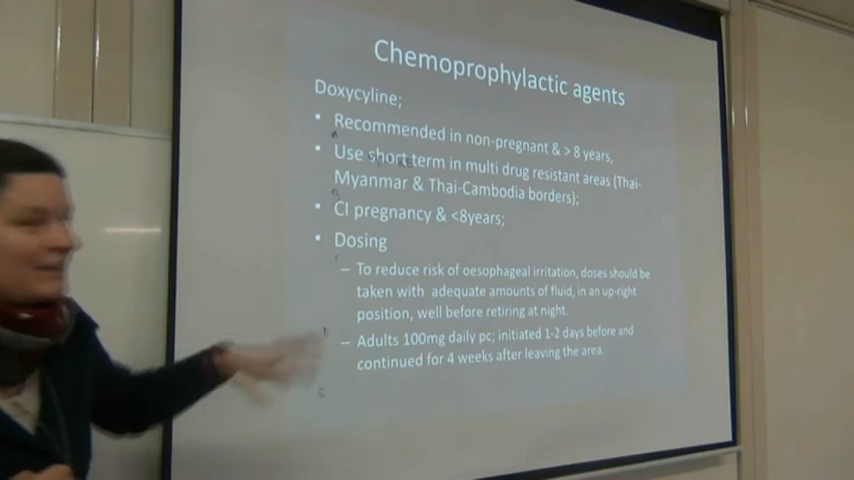 Chemoprophylactic agents
Doxycyline;
• Recommended in non-pregnant & > 8 years,
• Use short term in multi drug resistant areas (Thai-
Myanmar & Thai-Cambodia borders);
• CI pregnancy & <8years;
• Dosing
– To reduce risk of oesophageal irritation, doses should be
taken with adequate amounts of fluid, in an up-right
position, well before retiring at night.
– Adults 100mg daily pc; initiated 1-2 days before and
continued for 4 weeks after leaving the area.